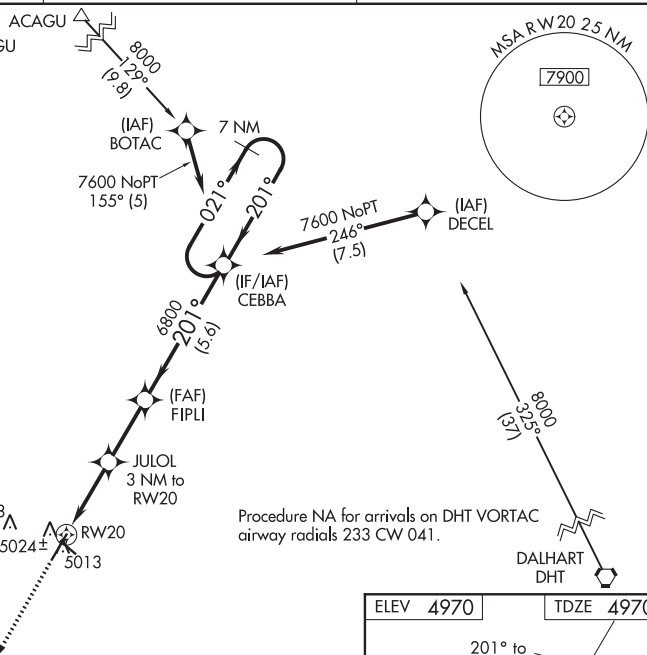 ACAGU
GU
8000
129°
(9.8)
MSA RW20 25 NM
7900
(IAF)
BOTAC
7 NM
7600 NoPT
155° (5)
021°
201°
7600 NoPT
246°
(7.5)
(IAF)
DECEL
(IF/IAF)
CEBBA
6800
201°
(5.6)
8000
325°
(37)
(FAF)
FIPLI
JULOL
3 NM to
RW20
5024±
RW20
5013
Procedure NA for arrivals on DHT VORTAC
airway radials 233 CW 041.
DALHART
DHT
ELEV 4970
TDZE 4970
201° to